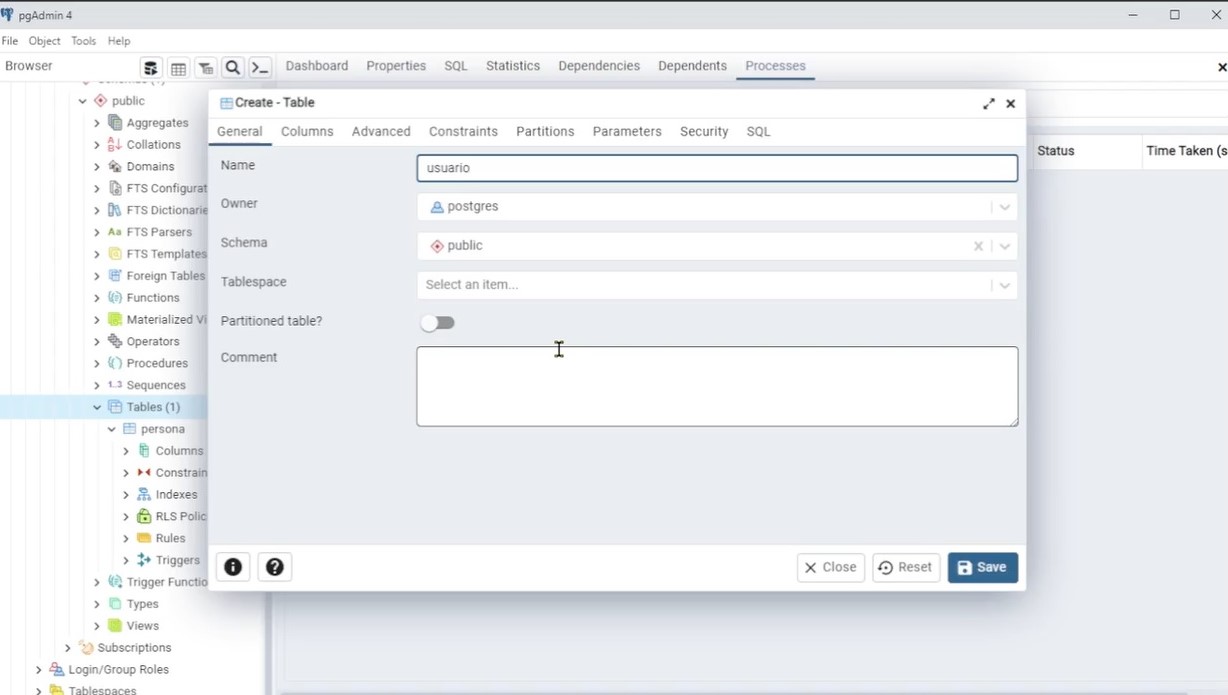 pgAdmin 4
File Object Tools Help
Browser
Dashboard Properties SQL Statistics Dependencies Dependents Processes
public
Aggregates
Collations
Domains
FTS Configurat
FTS Dictionarie
FTS Parsers
FTS Templates
Foreign Tables
Functions
Materialized Vi
Operators
Procedures
1..3 Sequences
Tables (1)
persona
Columns
Constrain
Indexes
RLS Polic
Rules
Triggers
Trigger Functio
Types
Views
Subscriptions
Login/Group Roles
Tablespaces
Create - Table
General Columns Advanced Constraints Partitions Parameters Security SQL
Name
usuario
Owner
postgres
Schema
public
Tablespace
Select an item...
Partitioned table?
Comment
Close Reset Save
Status Time Taken (s